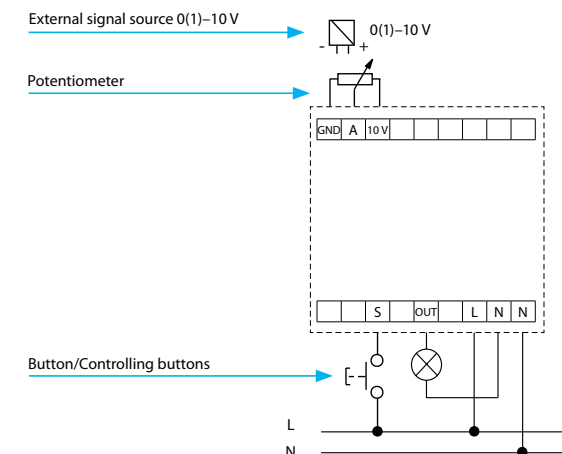 External signal source 0(1)–10 V
0(1)–10 V
- +
Potentiometer
GND A 10 V
S OUT L N N
Button/Controlling buttons
L
N